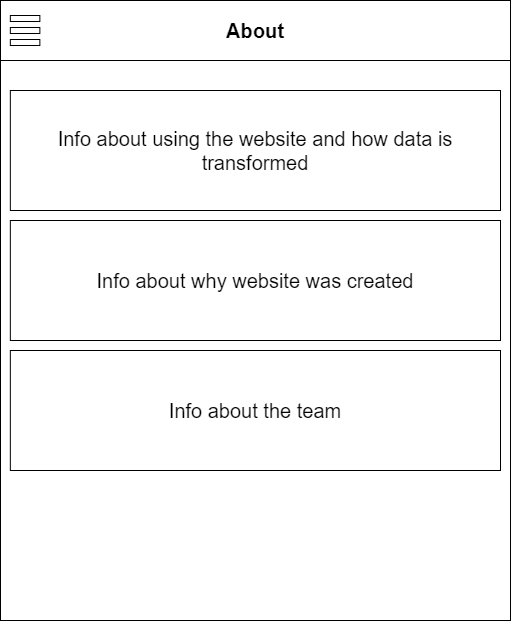 About
Info about using the website and how data is
transformed
Info about why website was created
Info about the team